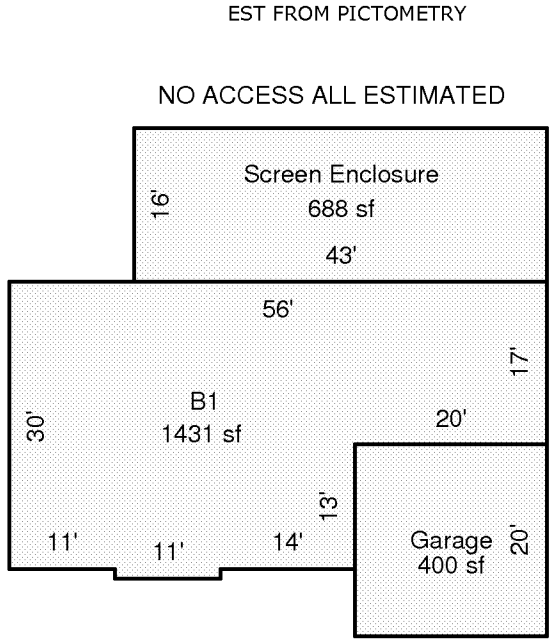 EST FROM PICTOMETRY
NO ACCESS ALL ESTIMATED
Screen Enclosure
688 sf
16'
43'
56'
17'
B1
1431 sf
30'
20'
13'
11'
11'
14'
Garage
400 sf
20'